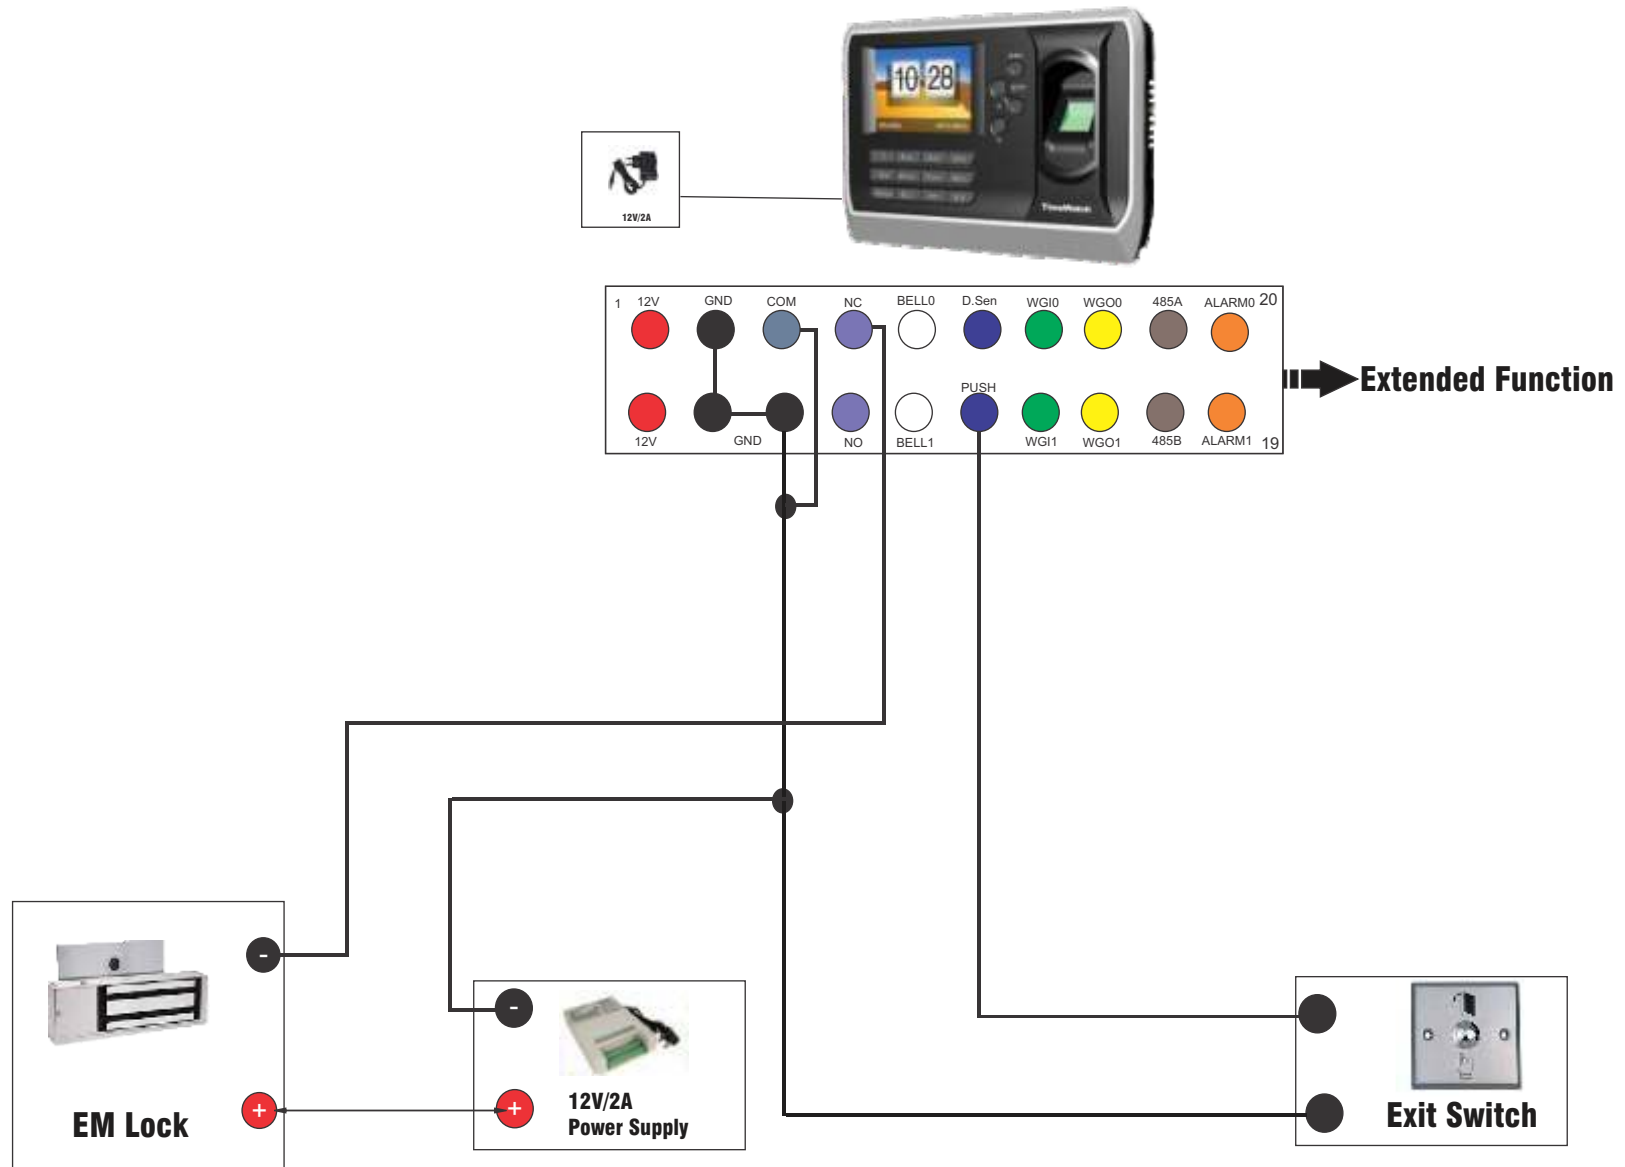 10 28
TimeWatch
12V/2A
1 12V GND COM NC BELL0 D.Sen WGI0 WGO0 485A ALARM0 20
PUSH
12V GND NO BELL1 WGI1 WGO1 485B ALARM1 19
Extended Function
-
+
EM Lock
-
+
12V/2A
Power Supply
Exit Switch